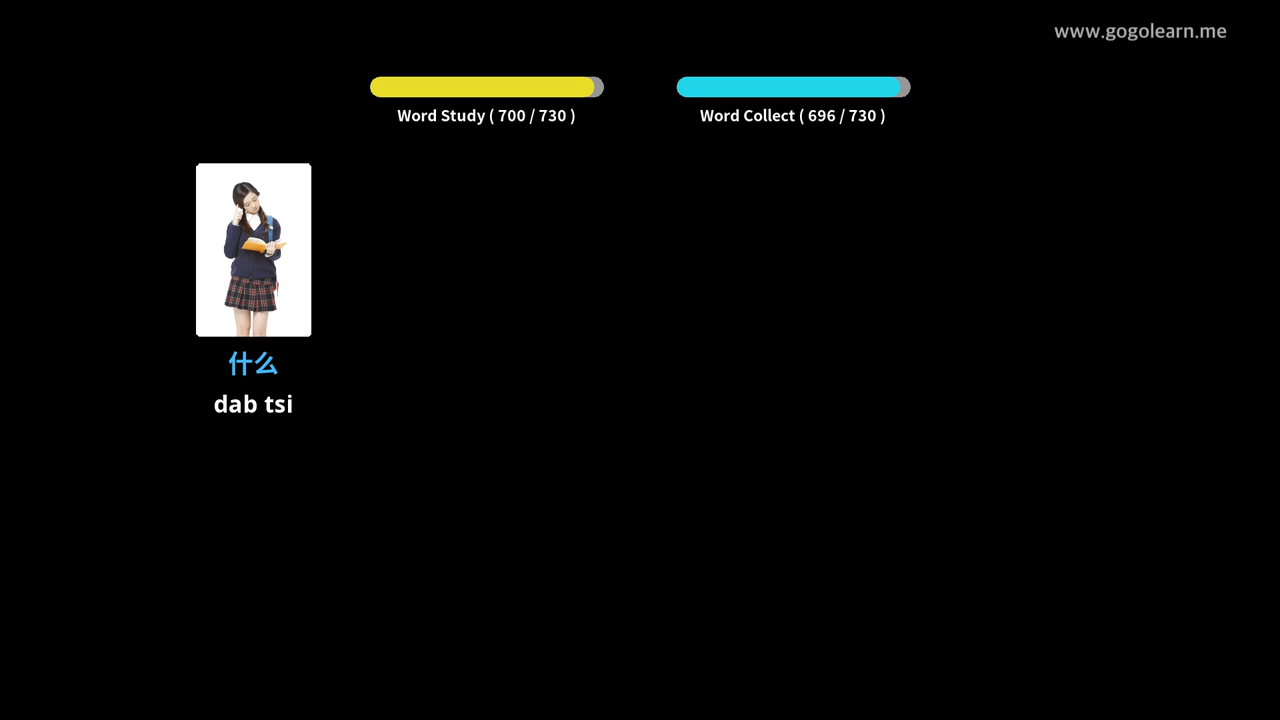 www.gogolearn.me
Word Study ( 700 / 730 )
Word Collect ( 696 / 730 )
什么
dab tsi